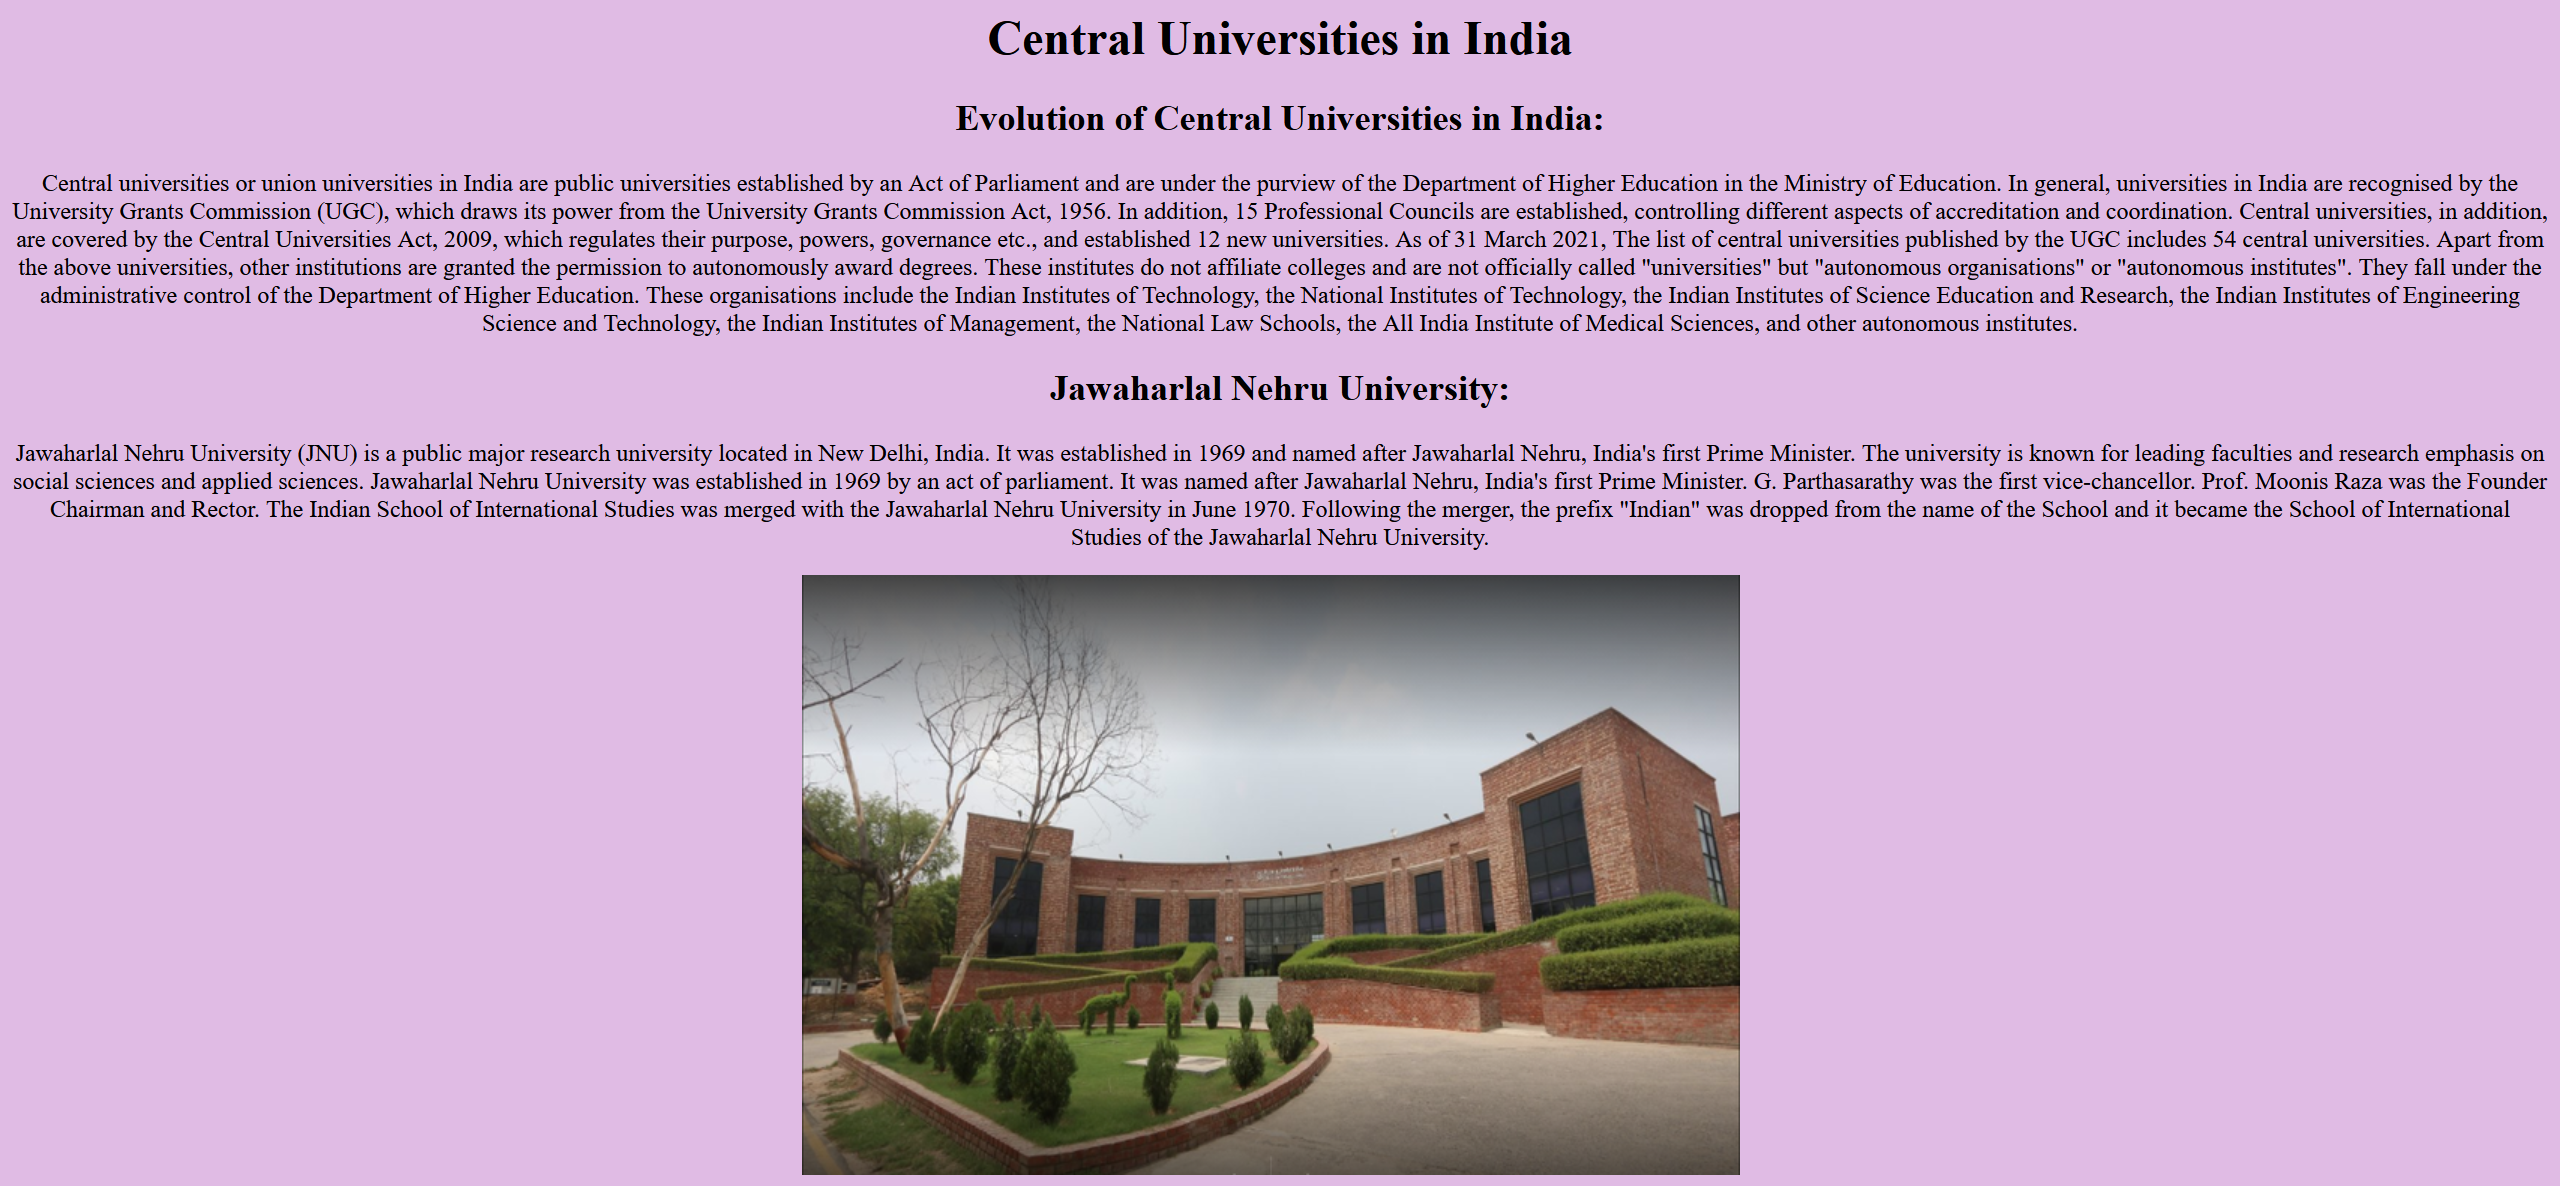 Central Universities in India
Evolution of Central Universities in India:
Central universities or union universities in India are public universities established by an Act of Parliament and are under the purview of the Department of Higher Education in the Ministry of Education. In general, universities in India are recognised by the
University Grants Commission (UGC), which draws its power from the University Grants Commission Act, 1956. In addition, 15 Professional Councils are established, controlling different aspects of accreditation and coordination. Central universities, in addition,
are covered by the Central Universities Act, 2009, which regulates their purpose, powers, governance etc., and established 12 new universities. As of 31 March 2021, The list of central universities published by the UGC includes 54 central universities. Apart from
the above universities, other institutions are granted the permission to autonomously award degrees. These institutes do not affiliate colleges and are not officially called "universities" but "autonomous organisations" or "autonomous institutes". They fall under the
administrative control of the Department of Higher Education. These organisations include the Indian Institutes of Technology, the National Institutes of Technology, the Indian Institutes of Science Education and Research, the Indian Institutes of Engineering
Science and Technology, the Indian Institutes of Management, the National Law Schools, the All India Institute of Medical Sciences, and other autonomous institutes.
Jawaharlal Nehru University:
Jawaharlal Nehru University (JNU) is a public major research university located in New Delhi, India. It was established in 1969 and named after Jawaharlal Nehru, India's first Prime Minister. The university is known for leading faculties and research emphasis on
social sciences and applied sciences. Jawaharlal Nehru University was established in 1969 by an act of parliament. It was named after Jawaharlal Nehru, India's first Prime Minister. G. Parthasarathy was the first vice-chancellor. Prof. Moonis Raza was the Founder
Chairman and Rector. The Indian School of International Studies was merged with the Jawaharlal Nehru University in June 1970. Following the merger, the prefix "Indian" was dropped from the name of the School and it became the School of International
Studies of the Jawaharlal Nehru University.